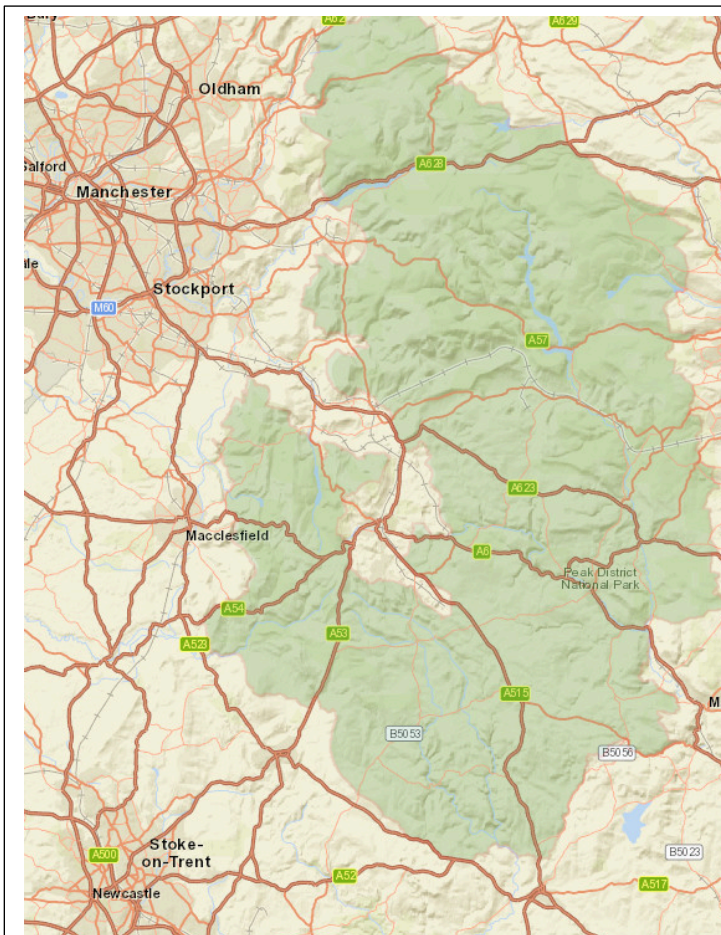 A62
A629
Oldham
A628
Manchester
Stockport
M60
A57
A623
Macclesfield
A6
Peak District
National Park
A54
A53
A523
A515
B5053
B5056
Stoke-
on-Trent
A500
B5023
A52
A517
Newcastle